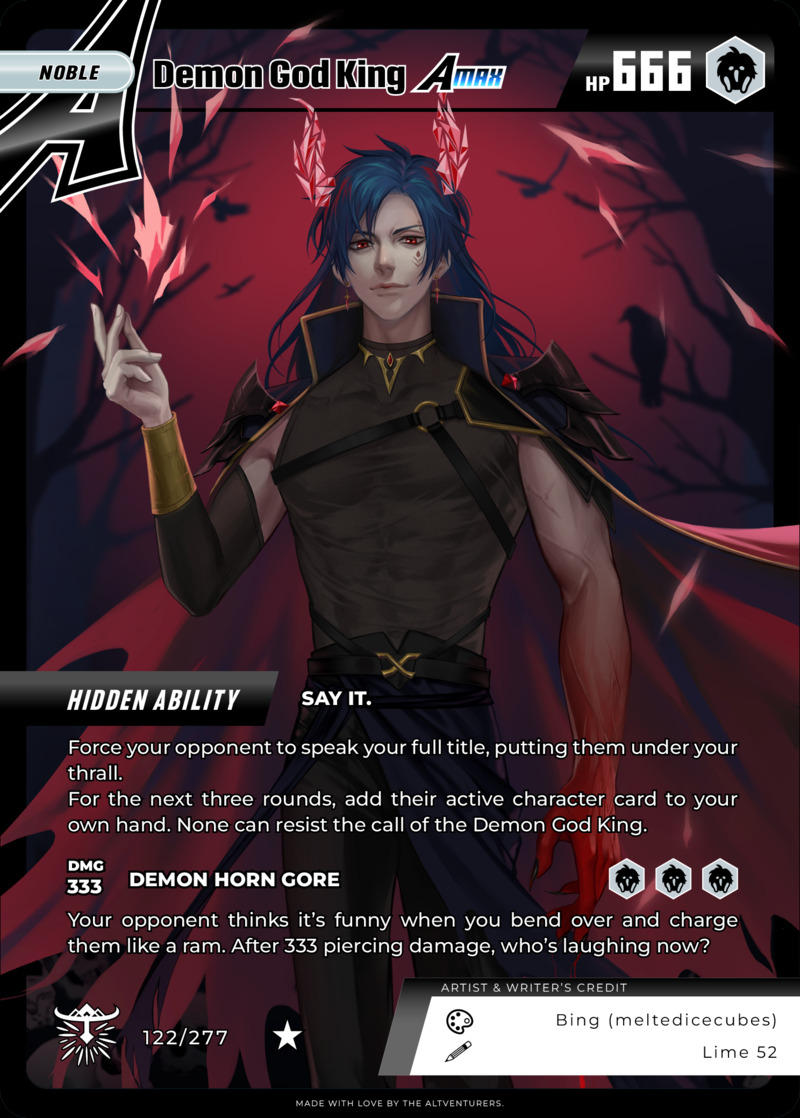 NOBLE
Demon God King Amax
HP 666
HIDDEN ABILITY
SAY IT.
Force your opponent to speak your full title, putting them under your
thrall.
For the next three rounds, add their active character card to your
own hand. None can resist the call of the Demon God King.
DMG
333
DEMON HORN GORE
Your opponent thinks it's funny when you bend over and charge
them like a ram. After 333 piercing damage, who's laughing now?
ARTIST & WRITER'S CREDIT
122/277
Bing (meltedicecubes)
Lime 52
MADE WITH LOVE BY THE ALTVENTURERS.